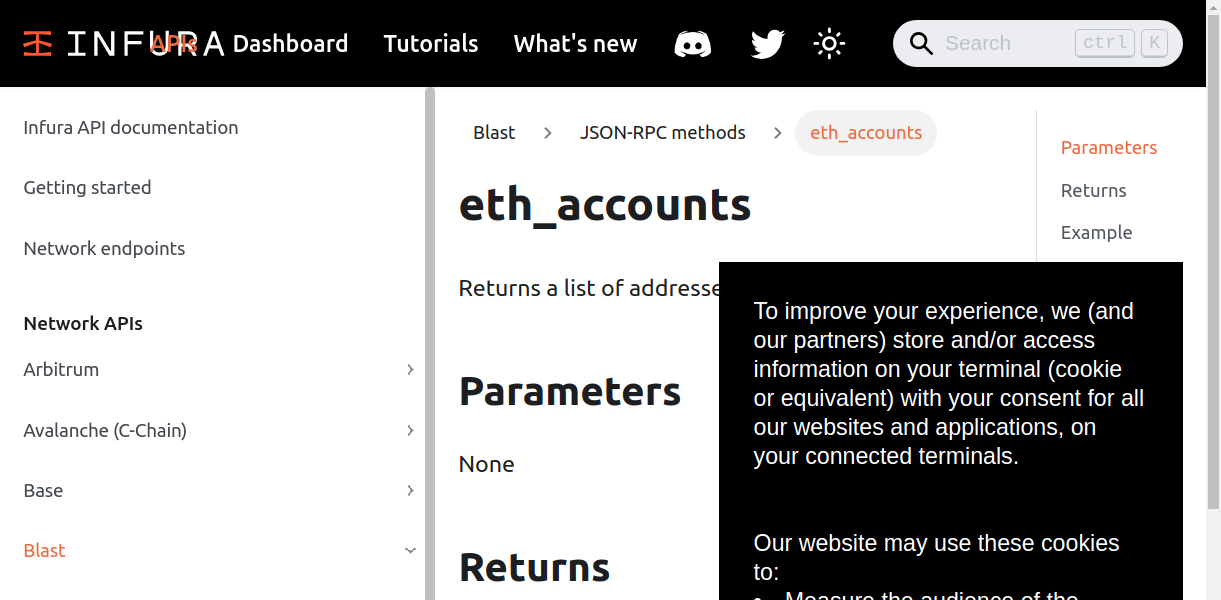 INFURA APIs Dashboard Tutorials What's new Search ctrl K
Infura API documentation
Getting started
Network endpoints
Network APIs
Arbitrum
Avalanche (C-Chain)
Base
Blast
Blast JSON-RPC methods eth_accounts
eth_accounts
Returns a list of addresse
Parameters
None
Returns
Parameters
Returns
Example
To improve your experience, we (and
our partners) store and/or access
information on your terminal (cookie
or equivalent) with your consent for all
our websites and applications, on
your connected terminals.
Our website may use these cookies
to:
• Measure the audience of the